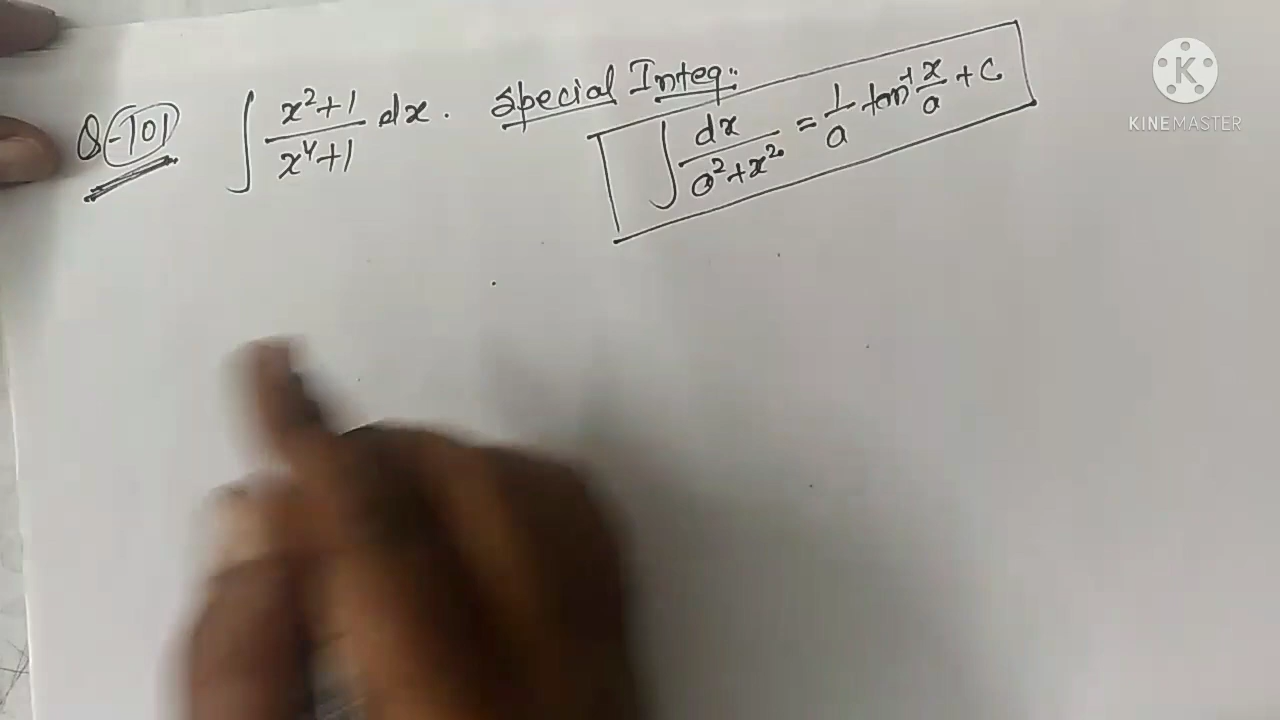 Q-101 ∫ x²+1 / x⁴+1 dx. Special Integ:
∫ dx / a²+x² = 1/a tan⁻¹ x/a + C
K
KINEMASTER